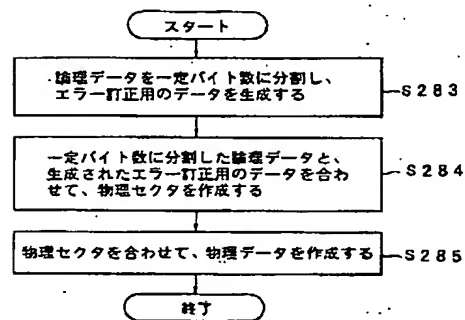 スタート
論理データを一定バイト数に分割し、
エラー訂正用のデータを生成する
S283
一定バイト数に分割した論理データと、
生成されたエラー訂正用のデータを合わ
せて、物理セクタを作成する
S284
物理セクタを合わせて、物理データを作成する
S285
終了